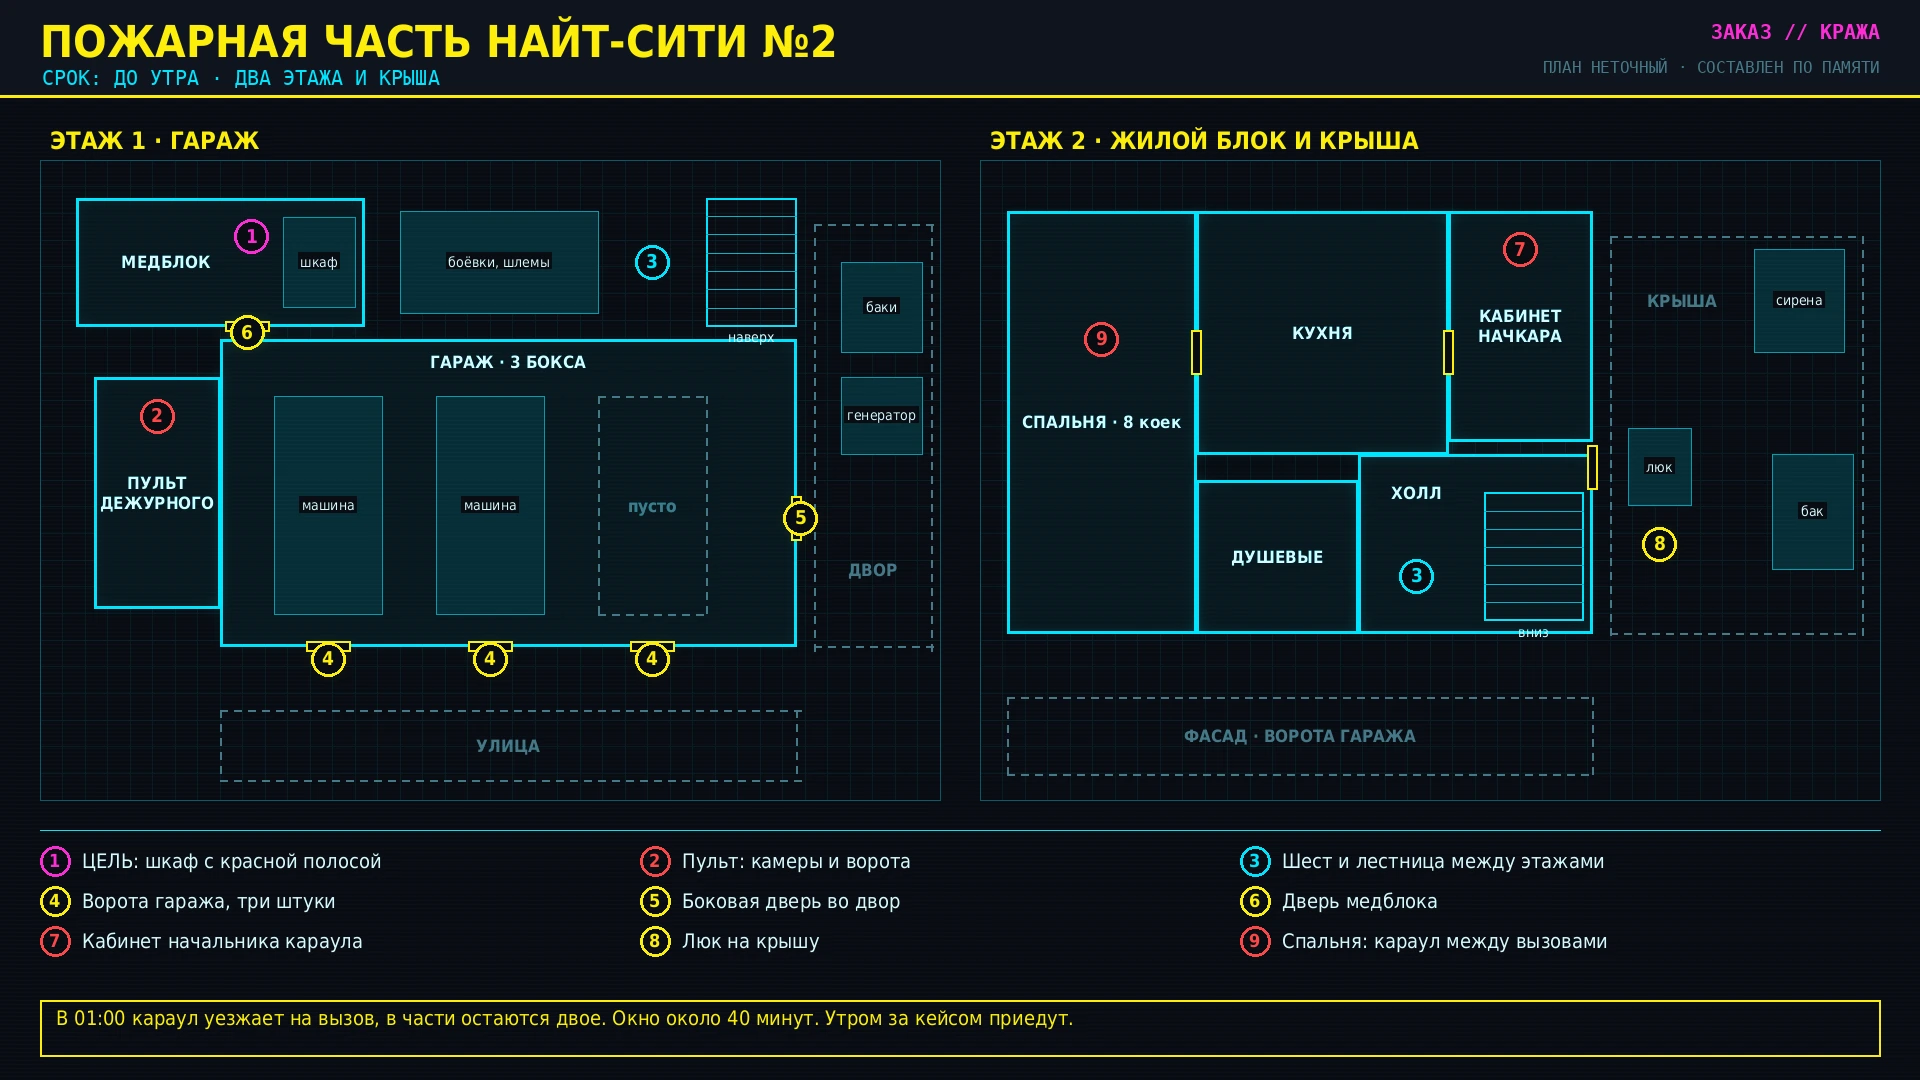 ПОЖАРНАЯ ЧАСТЬ НАЙТ-СИТИ №2
СРОК: ДО УТРА · ДВА ЭТАЖА И КРЫША
ЗАКАЗ // КРАЖА
ПЛАН НЕТОЧНЫЙ · СОСТАВЛЕН ПО ПАМЯТИ
ЭТАЖ 1 · ГАРАЖ
МЕДБЛОК
1
шкаф
боёвки, шлемы
3
наверх
6
ГАРАЖ · 3 БОКСА
2
ПУЛЬТ
ДЕЖУРНОГО
машина
машина
пусто
5
баки
генератор
ДВОР
4
4
4
УЛИЦА
ЭТАЖ 2 · ЖИЛОЙ БЛОК И КРЫША
9
СПАЛЬНЯ · 8 коек
КУХНЯ
7
КАБИНЕТ
НАЧКАРА
КРЫША
сирена
люк
8
бак
ХОЛЛ
3
ДУШЕВЫЕ
вниз
ФАСАД · ВОРОТА ГАРАЖА
1 ЦЕЛЬ: шкаф с красной полосой
2 Пульт: камеры и ворота
3 Шест и лестница между этажами
4 Ворота гаража, три штуки
5 Боковая дверь во двор
6 Дверь медблока
7 Кабинет начальника караула
8 Люк на крышу
9 Спальня: караул между вызовами
В 01:00 караул уезжает на вызов, в части остаются двое. Окно около 40 минут. Утром за кейсом приедут.